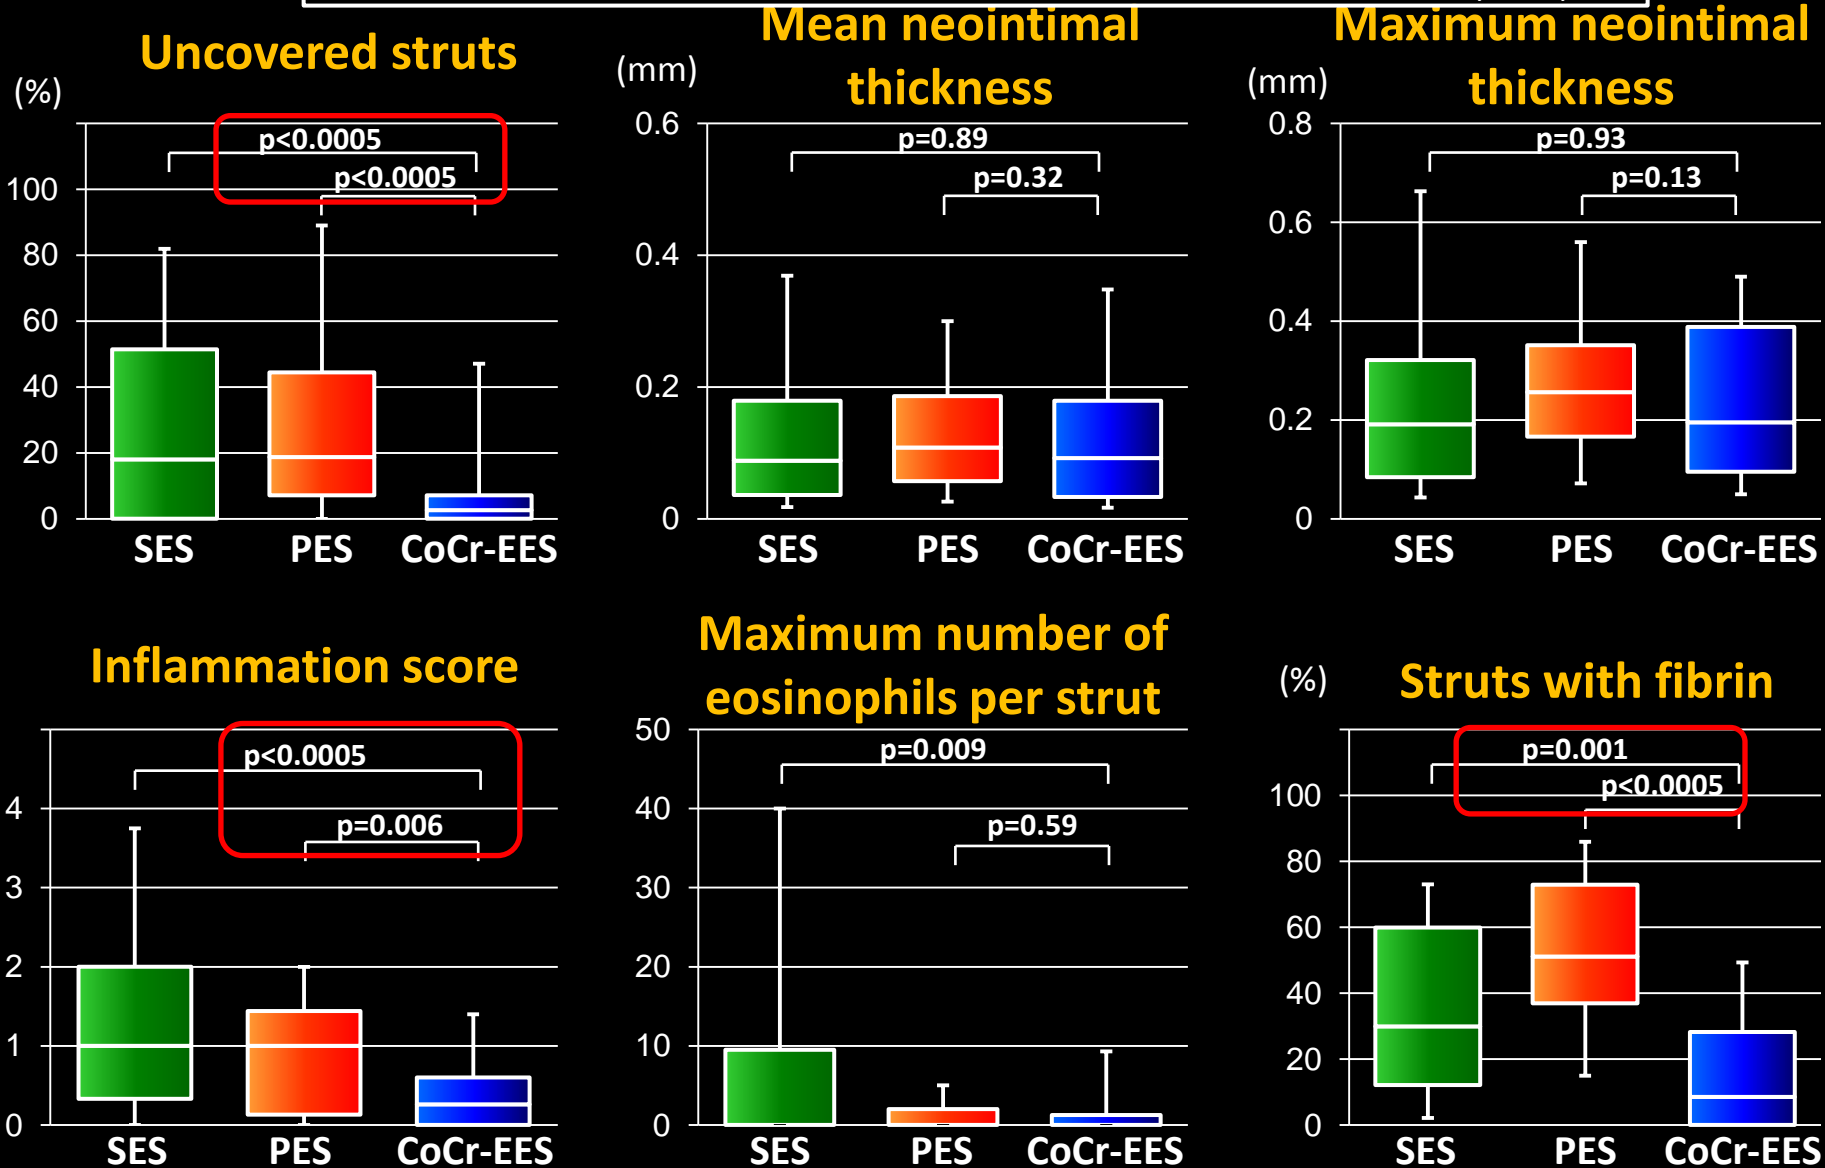 Uncovered struts
(%)
p<0.0005
p<0.0005
100
80
60
40
20
0
SES PES CoCr-EES
Mean neointimal
thickness
(mm)
0.6
p=0.89
p=0.32
0.4
0.2
0
SES PES CoCr-EES
Maximum neointimal
thickness
(mm)
0.8
p=0.93
p=0.13
0.6
0.4
0.2
0
SES PES CoCr-EES
Inflammation score
p<0.0005
p=0.006
4
3
2
1
0
SES PES CoCr-EES
Maximum number of
eosinophils per strut
50
p=0.009
p=0.59
40
30
20
10
0
SES PES CoCr-EES
Struts with fibrin
(%)
p=0.001
p<0.0005
100
80
60
40
20
0
SES PES CoCr-EES